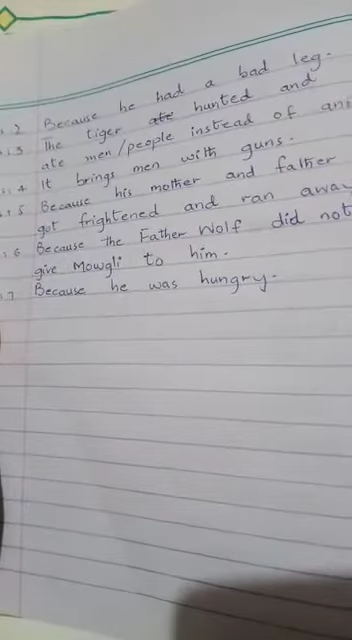 : 2 Because he had a bad leg.
: 3 The tiger ate hunted and
ate men/people instead of ani
: 4 It brings men with guns.
: 5 Because his mother and falther
got frightened and ran away
: 6 Because the Father Wolf did not
give Mowgli to him.
: 7 Because he was hungry.